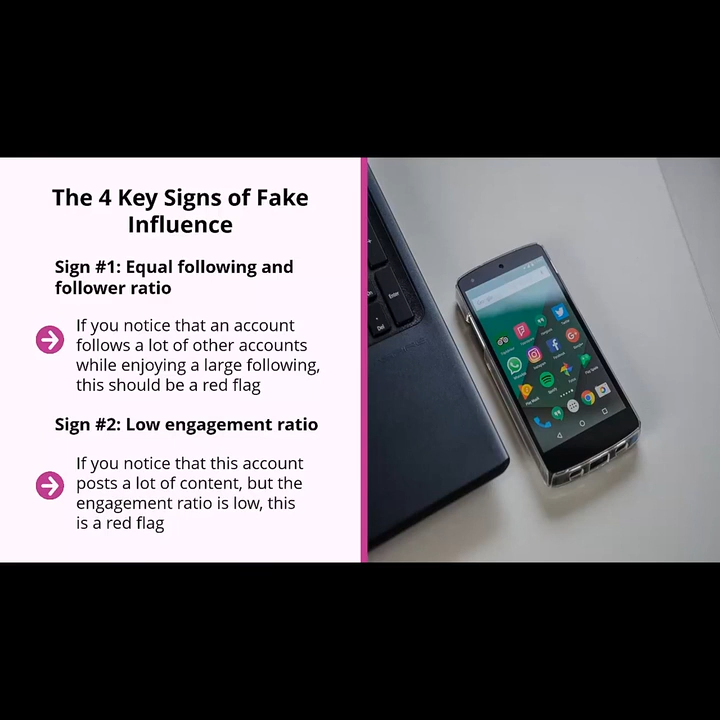 The 4 Key Signs of Fake
Influence
Sign #1: Equal following and
follower ratio
If you notice that an account
follows a lot of other accounts
while enjoying a large following,
this should be a red flag
Sign #2: Low engagement ratio
If you notice that this account
posts a lot of content, but the
engagement ratio is low, this
is a red flag
Enter
Del